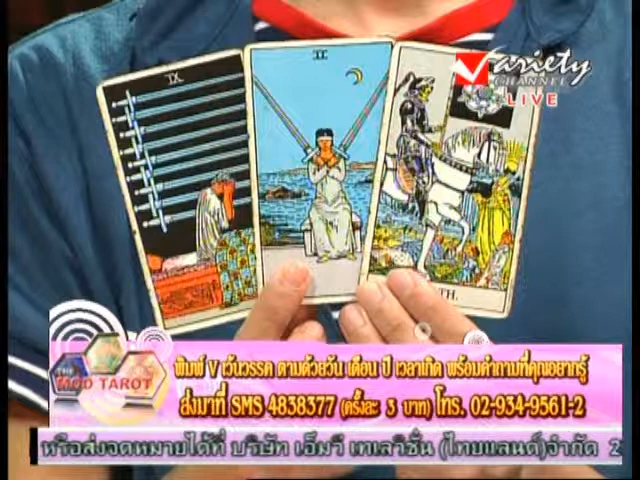 IX
II
Variety
CHANNEL
LIVE
TH.
MOD TAROT
พิมพ์ V เว้นวรรค ตามด้วยวัน เดือน ปี เวลาเกิด พร้อมคำถามที่คุณอยากรู้
ส่งมาที่ SMS 4838377 (ครั้งละ 3 บาท) โทร. 02-934-9561-2
หรือส่งจดหมายได้ที่ บริษัท เอ็มวี เทเลวิชั่น (ไทยแลนด์)จำกัด 2